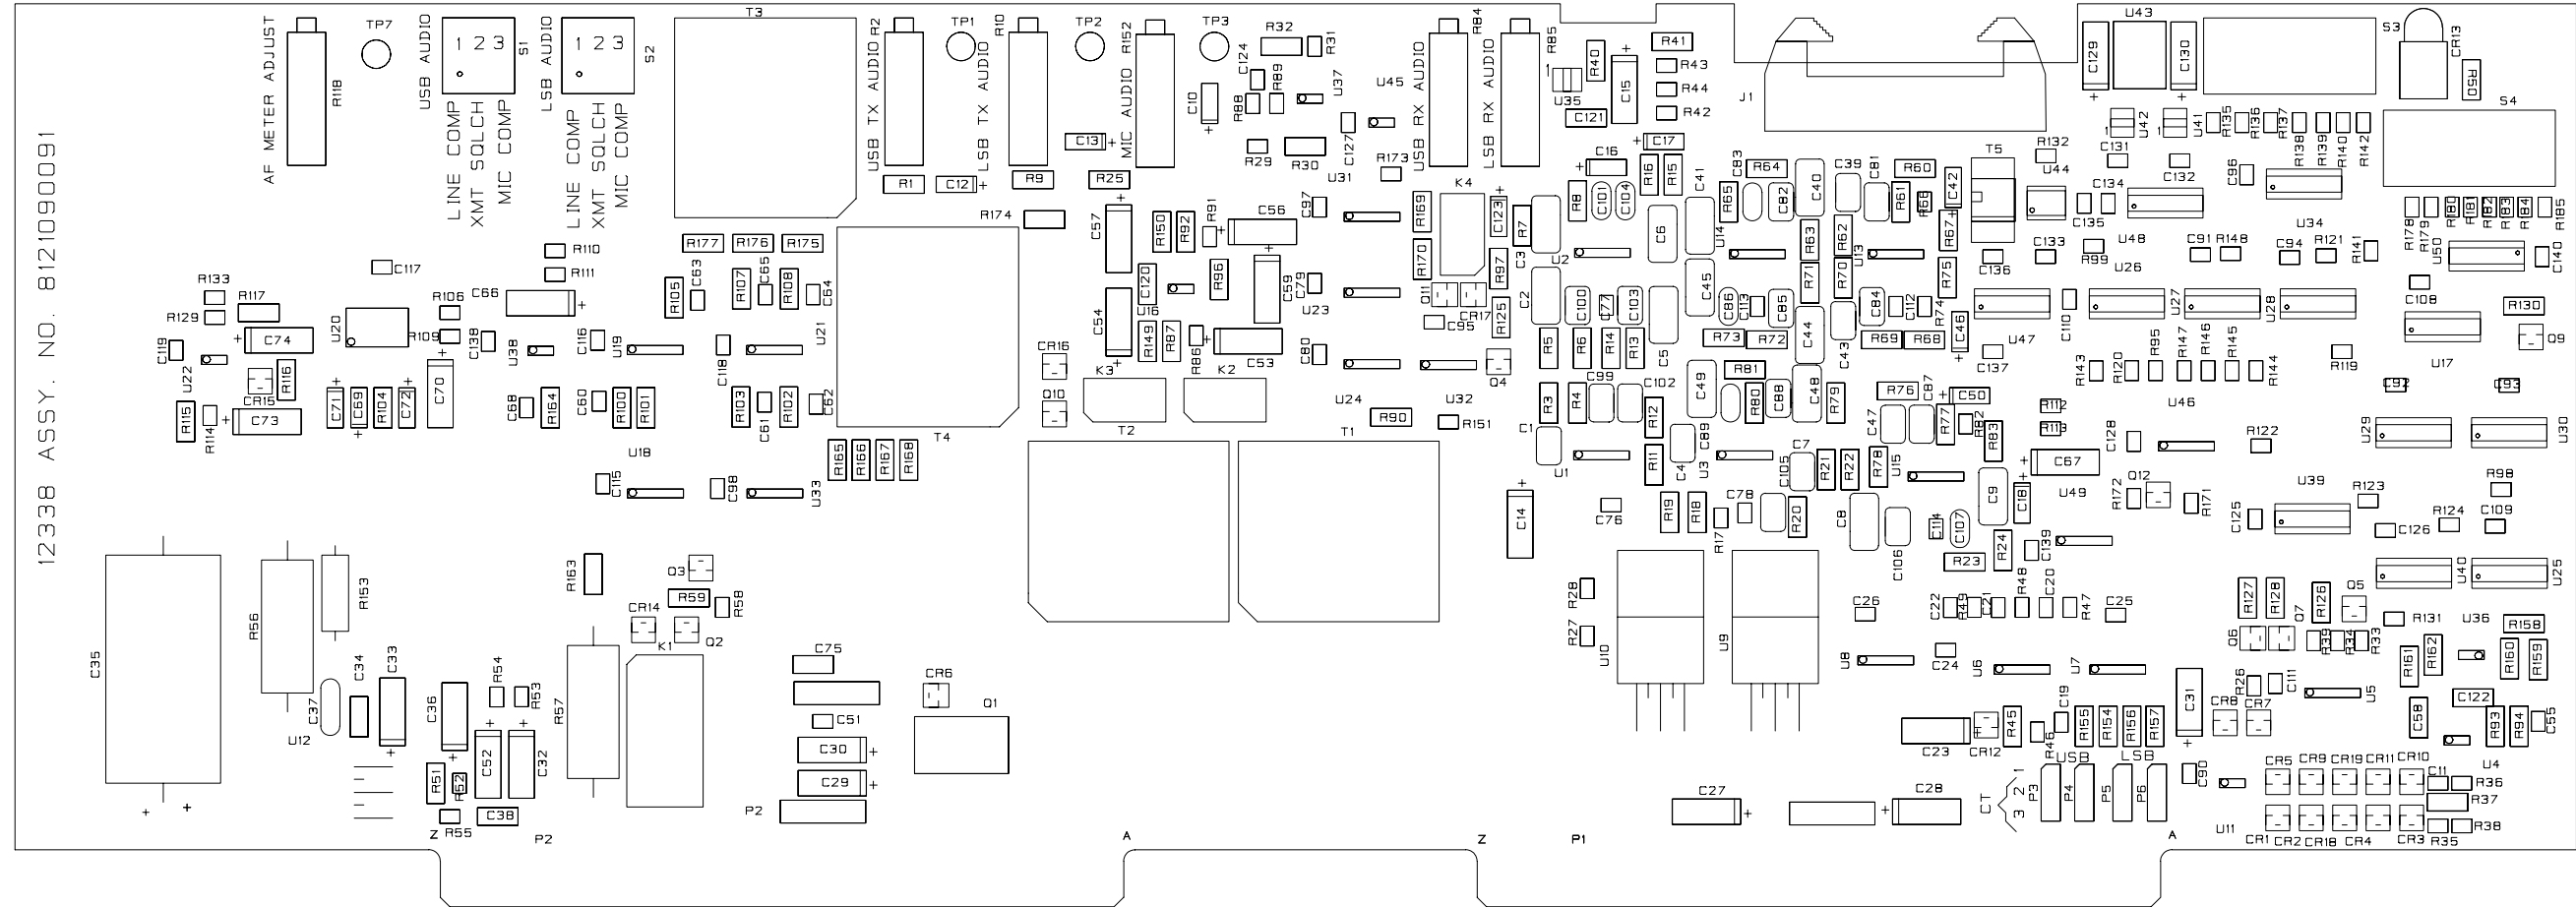 12338 ASSY. NO. 8121090091
AF METER ADJUST
R118
TP7
USB AUDIO
1 2 3
S1
LINE COMP
XMT SQLCH
MIC COMP
LSB AUDIO
1 2 3
S2
LINE COMP
XMT SQLCH
MIC COMP
T3
USB TX AUDIO
R2
TP1
LSB TX AUDIO
R10
TP2
MIC AUDIO
R152
TP3
C124
R32
R31
R89
R88
C10
U37
U45
C127
R29
R30
R173
U31
USB RX AUDIO
R84
LSB RX AUDIO
R85
R40
U35
1
C15
C121
R41
R43
R44
R42
C17
J1
C129
U43
C130
S3
CR13
R50
S4
R1
C12
R9
C13
R25
R174
C57
R150
R92
R91
C56
C97
R169
K4
C123
R7
C16
R8
C101
C104
R16
R15
C41
C83
R65
R64
C82
C40
C39
C81
R60
R61
R66
C42
R67
T5
R132
U44
C131
U42
U41
R135
R136
R137
R138
R139
R140
R142
C132
C96
C134
C135
U34
R178
R179
R180
R181
R182
R183
R184
R185
R177
R176
R175
R110
R111
C117
R133
R117
R129
C119
U22
C74
CR15
R116
R115
R114
C73
U20
R106
R109
C138
C66
U38
C116
U19
R105
C63
R107
C65
R108
C64
C118
U21
C71
C69
R104
C72
C70
C68
R164
C60
R100
R101
R103
C61
R102
C62
T4
CR16
Q10
K3
K2
C54
C120
U16
R149
R87
R86
R96
C59
C53
C79
U23
C80
U24
R90
R170
Q11
CR17
C95
R97
R125
Q4
U32
R151
C3
U2
C2
C100
C77
C103
R5
R6
R14
R13
C6
C5
U14
C45
C86
C113
C85
R71
R63
R62
R70
U13
C84
C112
R74
R75
C46
C136
C133
R99
U48
U26
C91
R148
C94
R121
R141
U50
C140
C108
R130
Q9
U17
U47
C110
U27
U28
C137
R73
R72
C44
C43
R69
R68
R143
R120
R95
R147
R146
R145
R144
R119
C92
C93
R3
R4
C99
C102
R12
C49
R81
R80
C88
C48
R79
R76
C87
C50
C47
R77
R82
R83
R112
R113
C67
C128
U46
R122
U29
U30
C1
U1
R11
C4
C89
U3
C7
C105
R21
R22
R78
U15
C9
C18
U49
R172
Q12
R171
C125
U39
R123
R98
R124
C109
C126
T2
T1
U18
C115
C98
U33
R165
R166
R167
R168
C14
C76
R19
R18
R17
C78
R20
C8
C106
C114
C107
R23
R24
C139
U40
U25
C35
R56
R153
C37
C34
C33
U12
C36
R54
R53
C52
C32
R51
R52
R55
C38
Z
P2
R163
Q3
R59
R58
CR14
Q2
R57
K1
C75
C51
C30
C29
P2
CR6
Q1
A
Z
P1
R28
R27
U10
U9
C26
U8
C24
C22
R49
C21
R48
C20
R47
C25
U6
U7
R127
R128
R126
Q5
Q6
Q7
R39
R34
R33
R131
U36
R158
R161
R162
R160
R159
R26
C111
U5
C122
C58
R93
R94
C55
U4
C23
CR12
R45
R46
C19
R155
R154
R156
R157
C31
CR8
CR7
USB
LSB
CT
1
2
3
P3
P4
P5
P6
C90
C27
C28
A
U11
CR5
CR9
CR19
CR11
CR10
C11
R36
R37
CR1
CR2
CR18
CR4
CR3
R35
R38